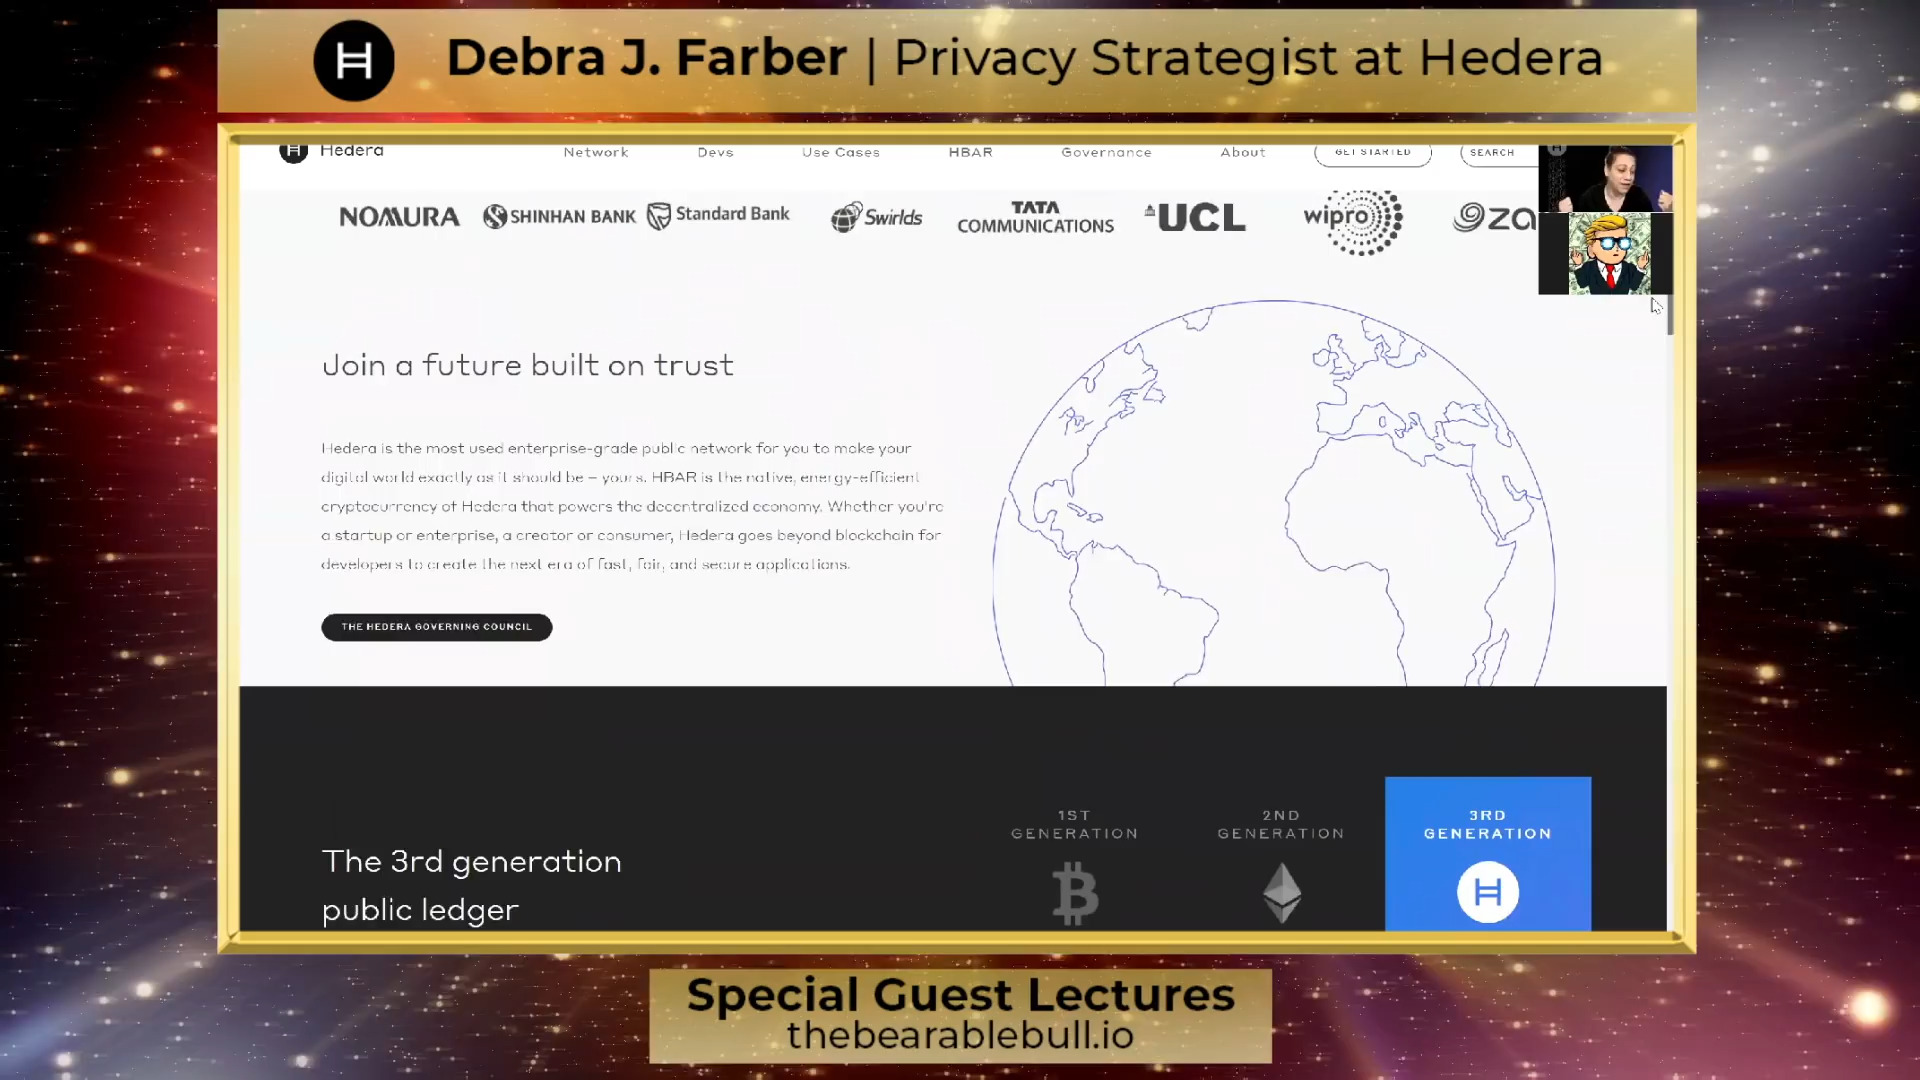 Debra J. Farber | Privacy Strategist at Hedera
Hedera
Network
Devs
Use Cases
HBAR
Governance
About
GET STARTED
SEARCH
NOMURA
SHINHAN BANK
Standard Bank
Swirlds
TATA
COMMUNICATIONS
UCL
wipro
za
Join a future built on trust
Hedera is the most used enterprise-grade public network for you to make your
digital world exactly as it should be – yours. HBAR is the native, energy-efficient
cryptocurrency of Hedera that powers the decentralized economy. Whether you're
a startup or enterprise, a creator or consumer, Hedera goes beyond blockchain for
developers to create the next era of fast, fair, and secure applications.
THE HEDERA GOVERNING COUNCIL
The 3rd generation
public ledger
1ST
GENERATION
2ND
GENERATION
3RD
GENERATION
Special Guest Lectures
thebearablebull.io